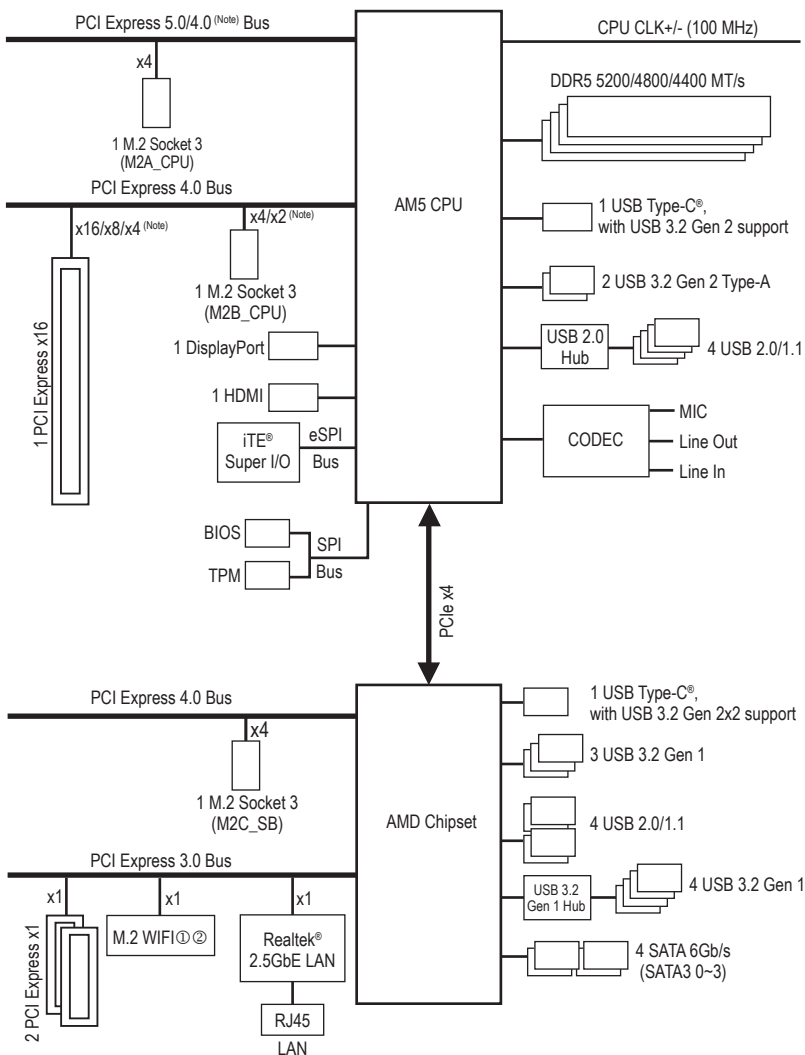 PCI Express 5.0/4.0 (Note) Bus
x4
1 M.2 Socket 3
(M2A_CPU)
PCI Express 4.0 Bus
x16/x8/x4 (Note)
x4/x2 (Note)
1 PCI Express x16
1 M.2 Socket 3
(M2B_CPU)
1 DisplayPort
1 HDMI
iTE®
Super I/O
eSPI
Bus
BIOS
TPM
SPI
Bus
AM5 CPU
CPU CLK+/- (100 MHz)
DDR5 5200/4800/4400 MT/s
1 USB Type-C®,
with USB 3.2 Gen 2 support
2 USB 3.2 Gen 2 Type-A
USB 2.0
Hub
4 USB 2.0/1.1
CODEC
MIC
Line Out
Line In
PCIe x4
PCI Express 4.0 Bus
x4
1 M.2 Socket 3
(M2C_SB)
PCI Express 3.0 Bus
x1
x1
x1
2 PCI Express x1
M.2 WIFI①②
Realtek®
2.5GbE LAN
RJ45
LAN
AMD Chipset
1 USB Type-C®,
with USB 3.2 Gen 2x2 support
3 USB 3.2 Gen 1
4 USB 2.0/1.1
USB 3.2
Gen 1 Hub
4 USB 3.2 Gen 1
4 SATA 6Gb/s
(SATA3 0~3)